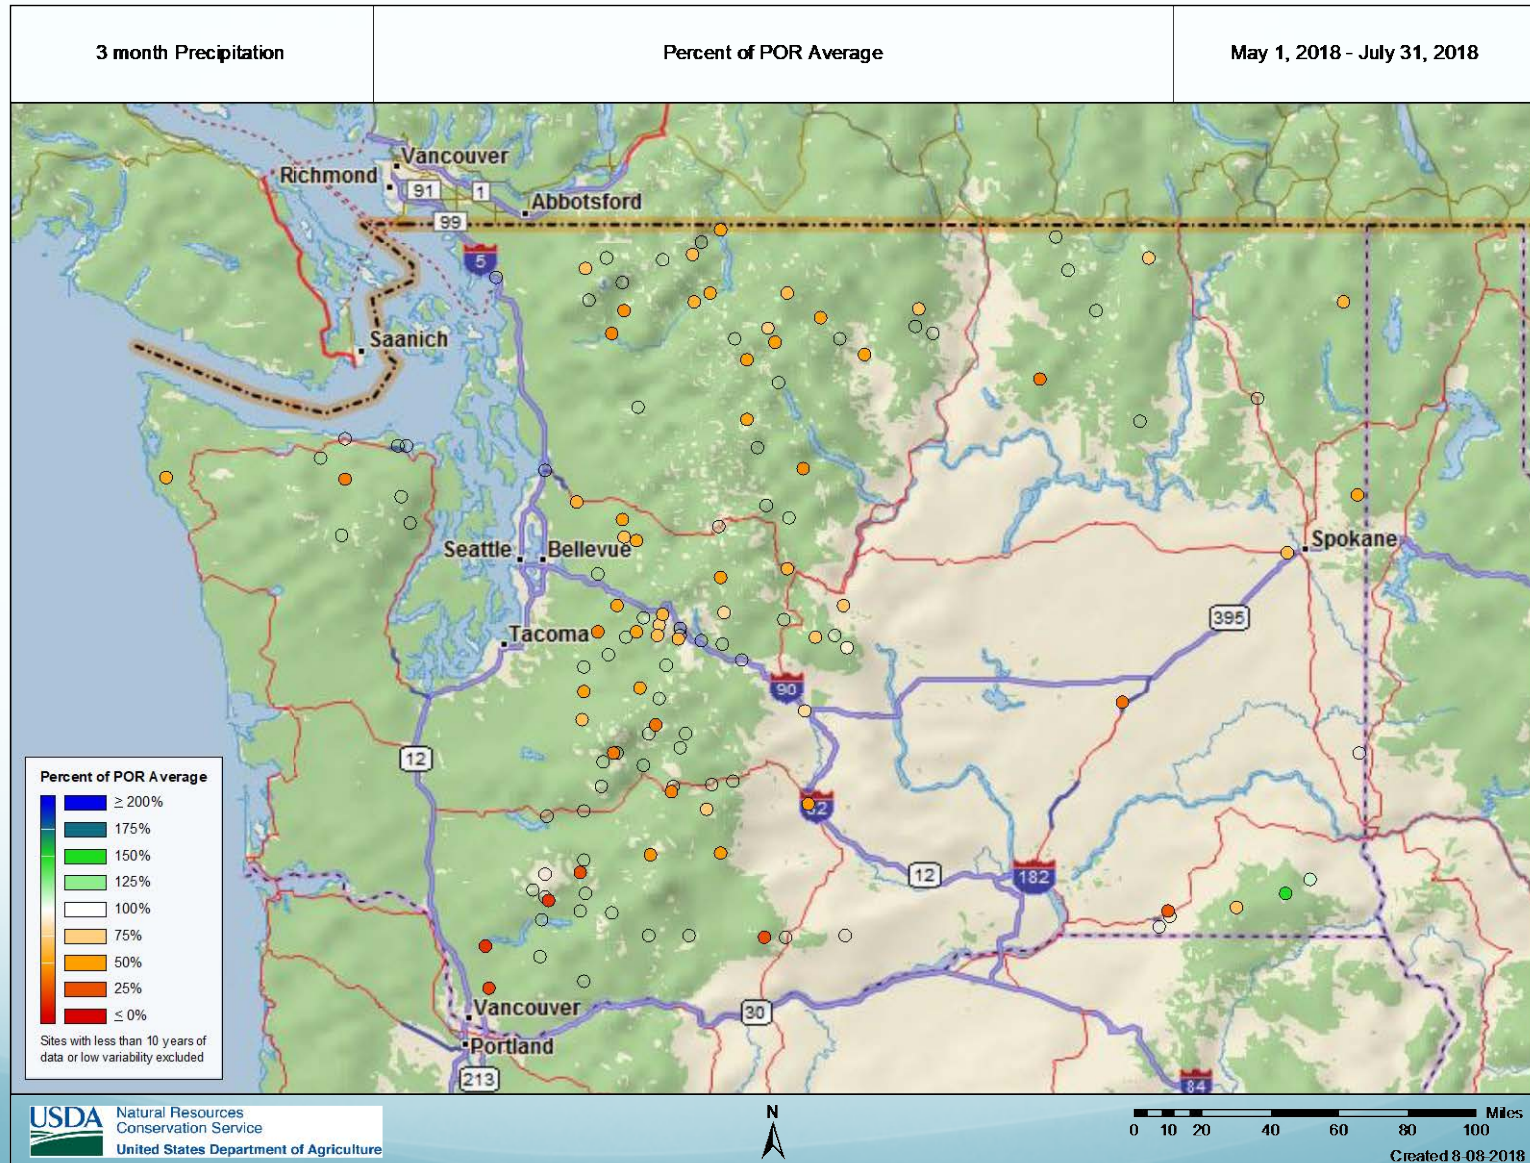 3 month Precipitation
Percent of POR Average
May 1, 2018 - July 31, 2018
Vancouver
Richmond
91
1
Abbotsford
99
5
Saanich
Seattle
Bellevue
Spokane
395
Tacoma
90
12
82
12
182
Vancouver
30
Portland
213
84
Percent of POR Average
≥ 200%
175%
150%
125%
100%
75%
50%
25%
≤ 0%
Sites with less than 10 years of
data or low variability excluded
USDA
Natural Resources
Conservation Service
United States Department of Agriculture
N
Miles
0 10 20 40 60 80 100
Created 8-08-2018